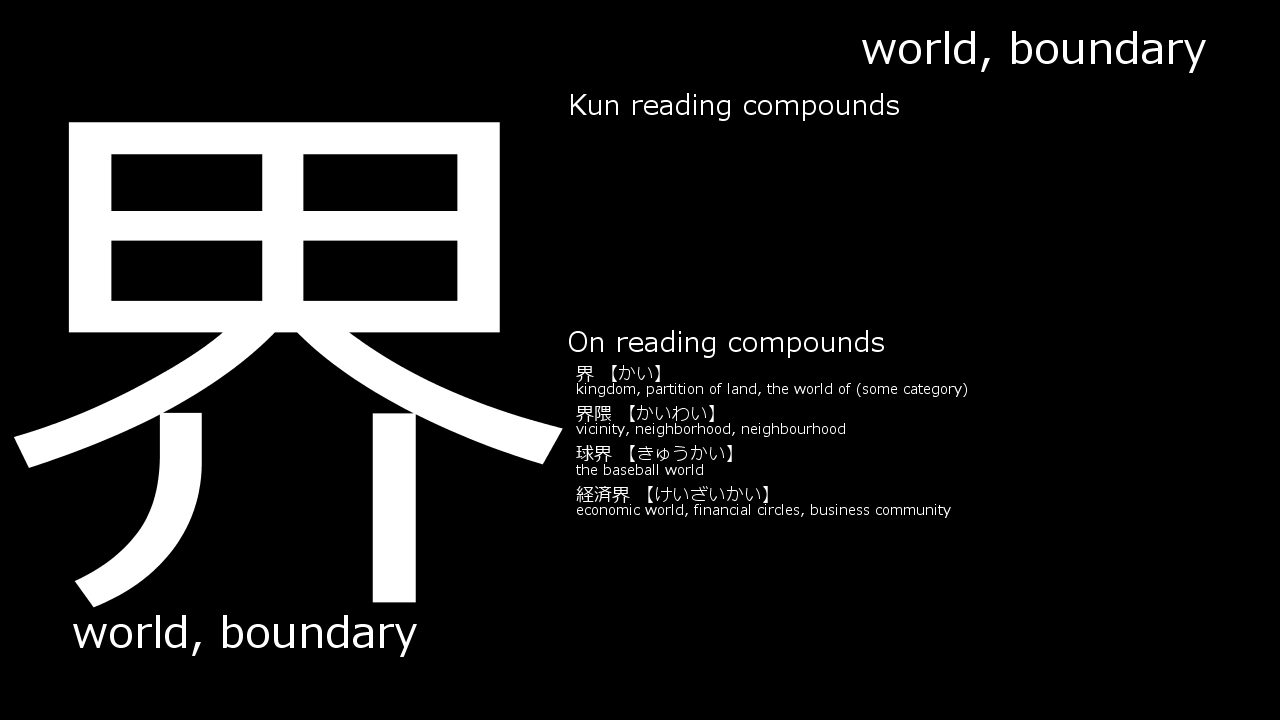 world, boundary
Kun reading compounds
界
On reading compounds
界 【かい】
kingdom, partition of land, the world of (some category)
界隈 【かいわい】
vicinity, neighborhood, neighbourhood
球界 【きゅうかい】
the baseball world
経済界 【けいざいかい】
economic world, financial circles, business community
world, boundary